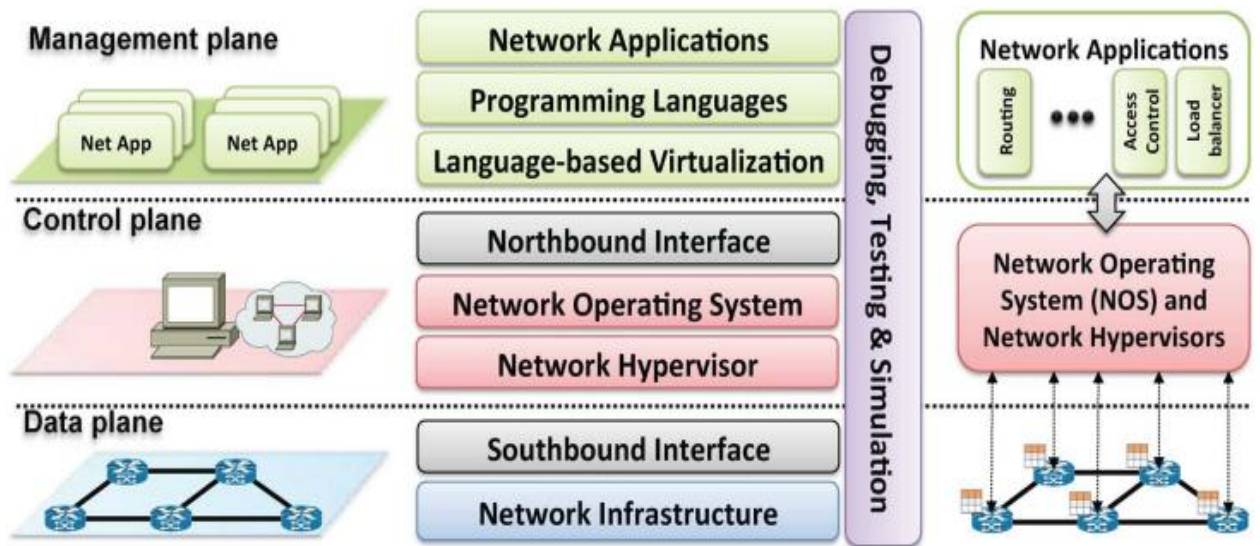 Management plane
Net App
Net App
Control plane
Data plane
Network Applications
Programming Languages
Language-based Virtualization
Northbound Interface
Network Operating System
Network Hypervisor
Southbound Interface
Network Infrastructure
Debugging, Testing & Simulation
Network Applications
Routing
Access
Control
Load
balancer
Network Operating
System (NOS) and
Network Hypervisors